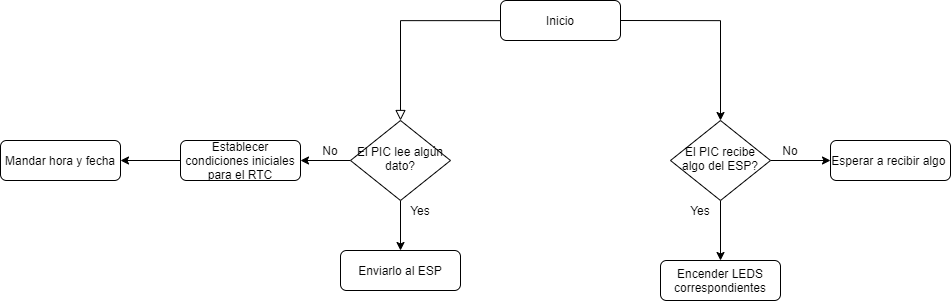 Inicio
El PIC lee algún
dato?
No
Establecer
condiciones iniciales
para el RTC
Mandar hora y fecha
Yes
Enviarlo al ESP
El PIC recibe
algo del ESP?
No
Esperar a recibir algo
Yes
Encender LEDS
correspondientes